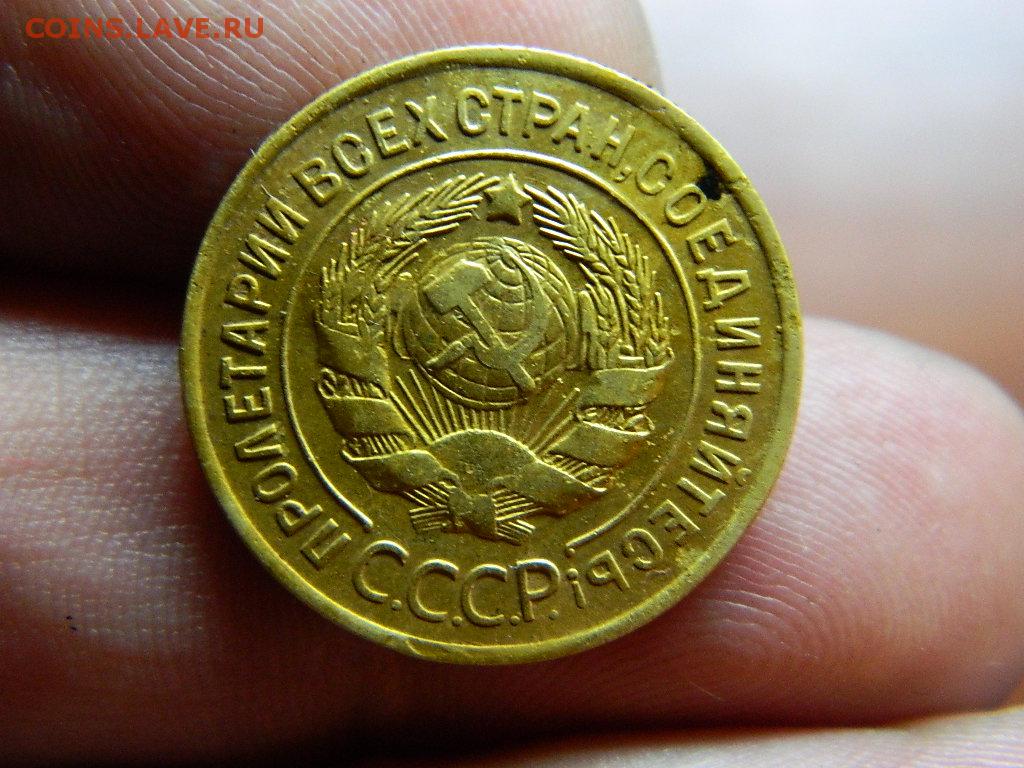 COINS.LAVE.RU
ПРОЛЕТАРИИ ВСЕХ СТРАН, СОЕДИНЯЙТЕСЬ!
С.С.С.Р.